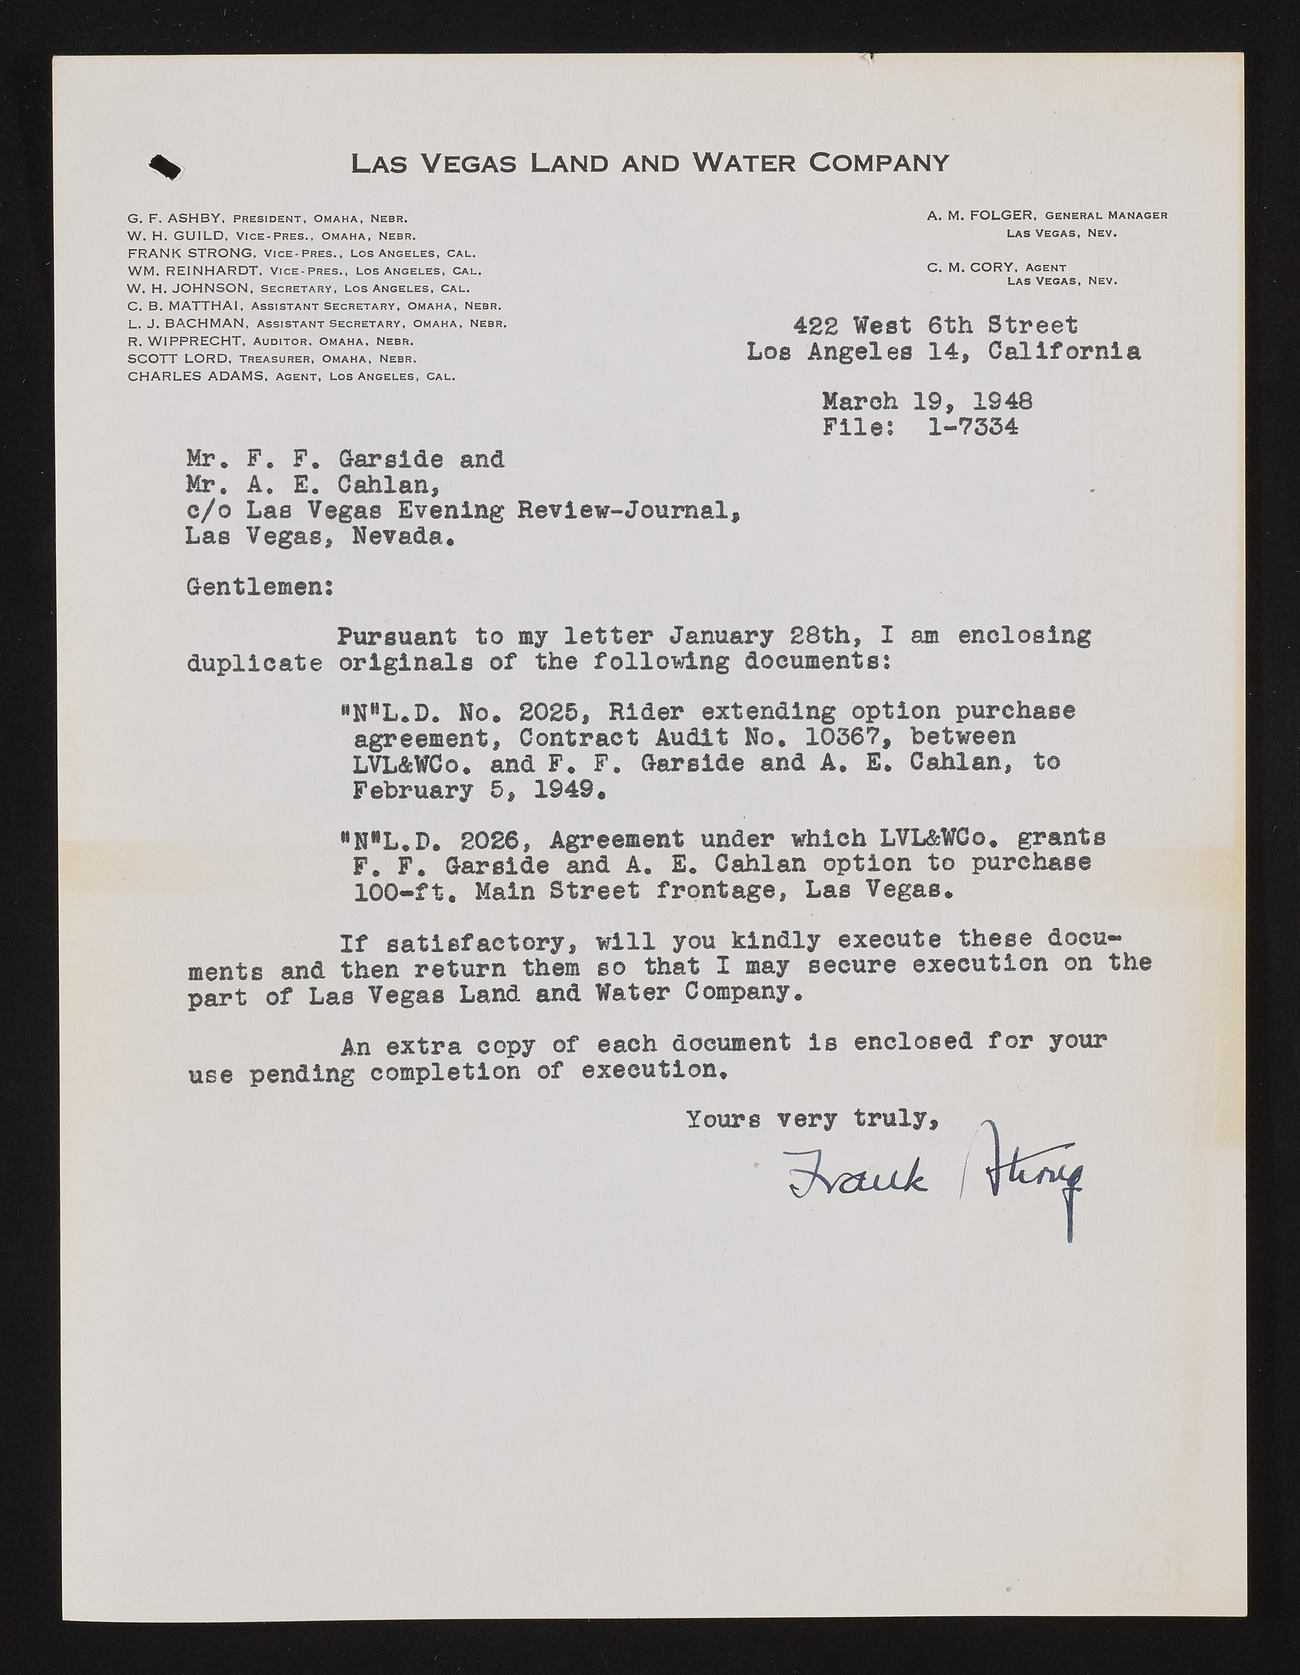 LAS VEGAS LAND AND WATER COMPANY
G. F. ASHBY, PRESIDENT, OMAHA, NEBR.
W. H. GUILD, VICE-PRES., OMAHA, NEBR.
FRANK STRONG, VICE-PRES., LOS ANGELES, CAL.
WM. REINHARDT, VICE-PRES., LOS ANGELES, CAL.
W. H. JOHNSON, SECRETARY, LOS ANGELES, CAL.
C. B. MATTHAI, ASSISTANT SECRETARY, OMAHA, NEBR.
L. J. BACHMAN, ASSISTANT SECRETARY, OMAHA, NEBR.
R. WIPPRECHT, AUDITOR, OMAHA, NEBR.
SCOTT LORD, TREASURER, OMAHA, NEBR.
CHARLES ADAMS, AGENT, LOS ANGELES, CAL.
A. M. FOLGER, GENERAL MANAGER
LAS VEGAS, NEV.
C. M. CORY, AGENT
LAS VEGAS, NEV.
422 West 6th Street
Los Angeles 14, California
March 19, 1948
File: 1-7334
Mr. F. F. Garside and
Mr. A. E. Cahlan,
c/o Las Vegas Evening Review-Journal,
Las Vegas, Nevada.
Gentlemen:
Pursuant to my letter January 28th, I am enclosing
duplicate originals of the following documents:
"N"L.D. No. 2025, Rider extending option purchase
agreement, Contract Audit No. 10367, between
LVL&WCo. and F. F. Garside and A. E. Cahlan, to
February 5, 1949.
"N"L.D. 2026, Agreement under which LVL&WCo. grants
F. F. Garside and A. E. Cahlan option to purchase
100-ft. Main Street frontage, Las Vegas.
If satisfactory, will you kindly execute these docu-
ments and then return them so that I may secure execution on the
part of Las Vegas Land and Water Company.
An extra copy of each document is enclosed for your
use pending completion of execution.
Yours very truly,
Frank Strong